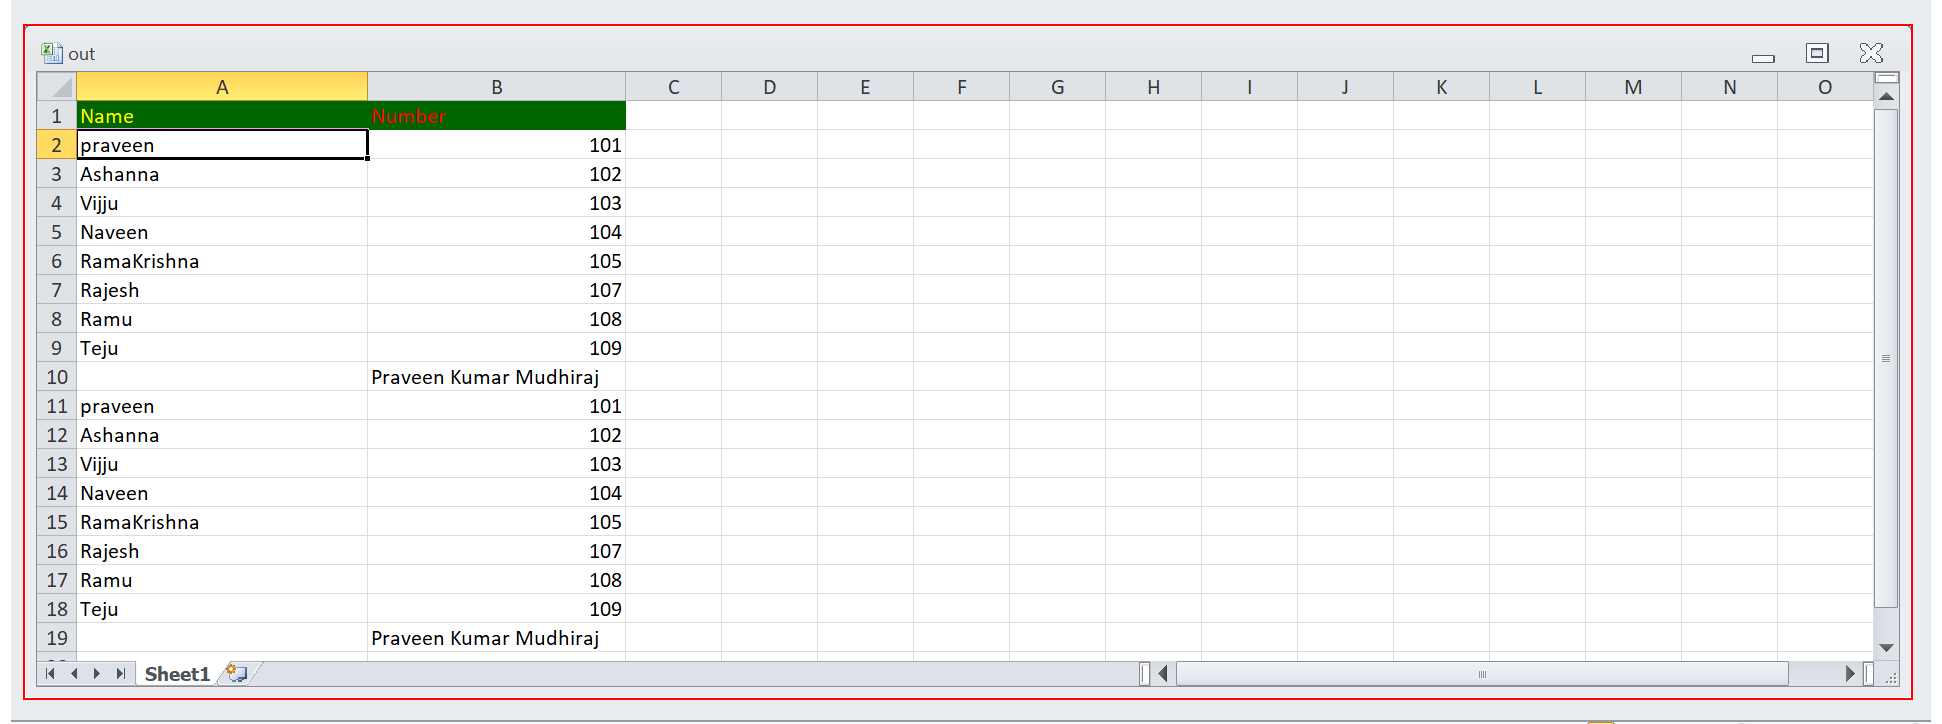 out
A B C D E F G H I J K L M N O
1 Name Number
2 praveen 101
3 Ashanna 102
4 Vijju 103
5 Naveen 104
6 RamaKrishna 105
7 Rajesh 107
8 Ramu 108
9 Teju 109
10 Praveen Kumar Mudhiraj
11 praveen 101
12 Ashanna 102
13 Vijju 103
14 Naveen 104
15 RamaKrishna 105
16 Rajesh 107
17 Ramu 108
18 Teju 109
19 Praveen Kumar Mudhiraj
Sheet1